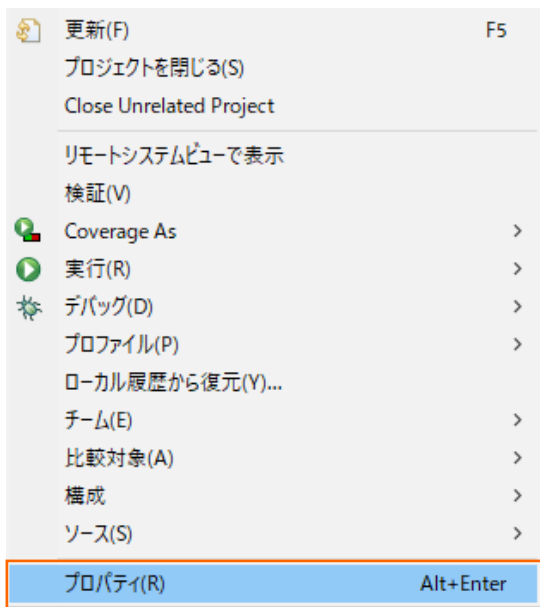 更新(F) F5
プロジェクトを閉じる(S)
Close Unrelated Project
リモートシステムビューで表示
検証(V)
Coverage As
実行(R)
デバッグ(D)
プロファイル(P)
ローカル履歴から復元(Y)...
チーム(E)
比較対象(A)
構成
ソース(S)
プロパティ(R) Alt+Enter